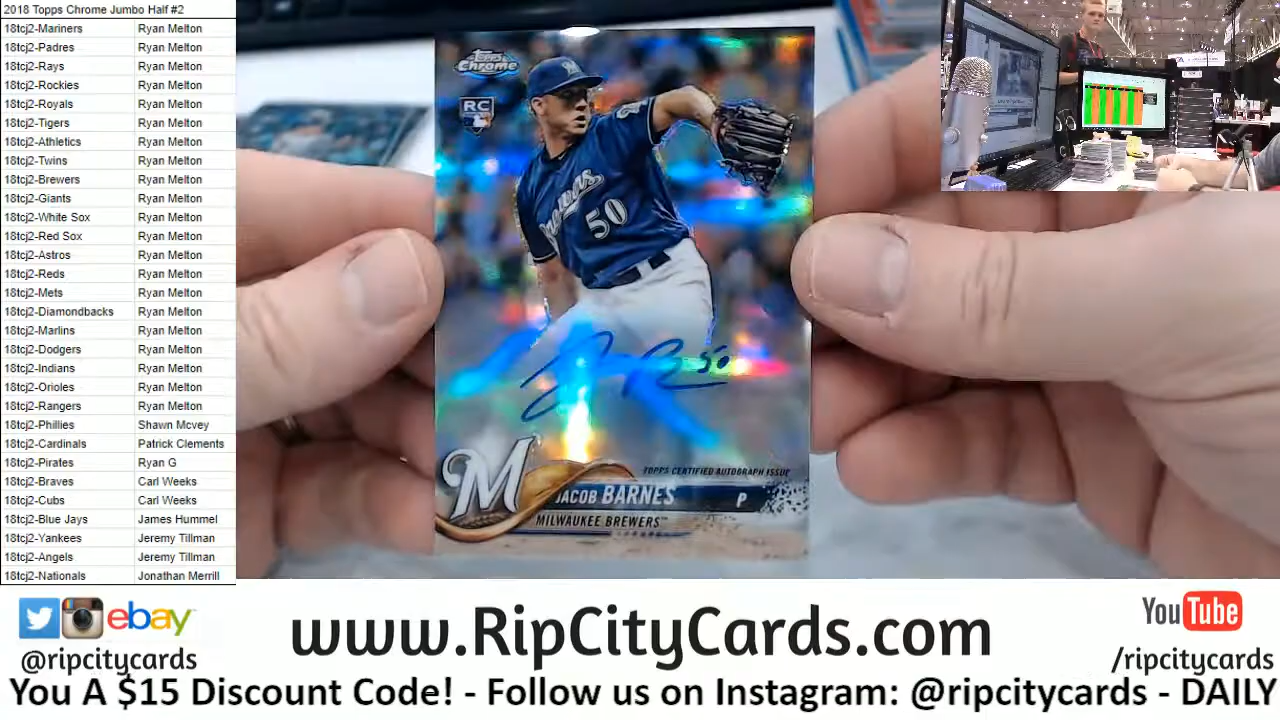 2018 Topps Chrome Jumbo Half #2
18tcj2-Mariners Ryan Melton
18tcj2-Padres Ryan Melton
18tcj2-Rays Ryan Melton
18tcj2-Rockies Ryan Melton
18tcj2-Royals Ryan Melton
18tcj2-Tigers Ryan Melton
18tcj2-Athletics Ryan Melton
18tcj2-Twins Ryan Melton
18tcj2-Brewers Ryan Melton
18tcj2-Giants Ryan Melton
18tcj2-White Sox Ryan Melton
18tcj2-Red Sox Ryan Melton
18tcj2-Astros Ryan Melton
18tcj2-Reds Ryan Melton
18tcj2-Mets Ryan Melton
18tcj2-Diamondbacks Ryan Melton
18tcj2-Marlins Ryan Melton
18tcj2-Dodgers Ryan Melton
18tcj2-Indians Ryan Melton
18tcj2-Orioles Ryan Melton
18tcj2-Rangers Ryan Melton
18tcj2-Phillies Shawn Mcvey
18tcj2-Cardinals Patrick Clements
18tcj2-Pirates Ryan G
18tcj2-Braves Carl Weeks
18tcj2-Cubs Carl Weeks
18tcj2-Blue Jays James Hummel
18tcj2-Yankees Jeremy Tillman
18tcj2-Angels Jeremy Tillman
18tcj2-Nationals Jonathan Merrill
Topps
Chrome
RC
M
Brewers
50
50
TOPPS CERTIFIED AUTOGRAPH ISSUE
M
JACOB BARNES P
MILWAUKEE BREWERS™
ebay
@ripcitycards
www.RipCityCards.com
YouTube
/ripcitycards
You A $15 Discount Code! - Follow us on Instagram: @ripcitycards - DAILY